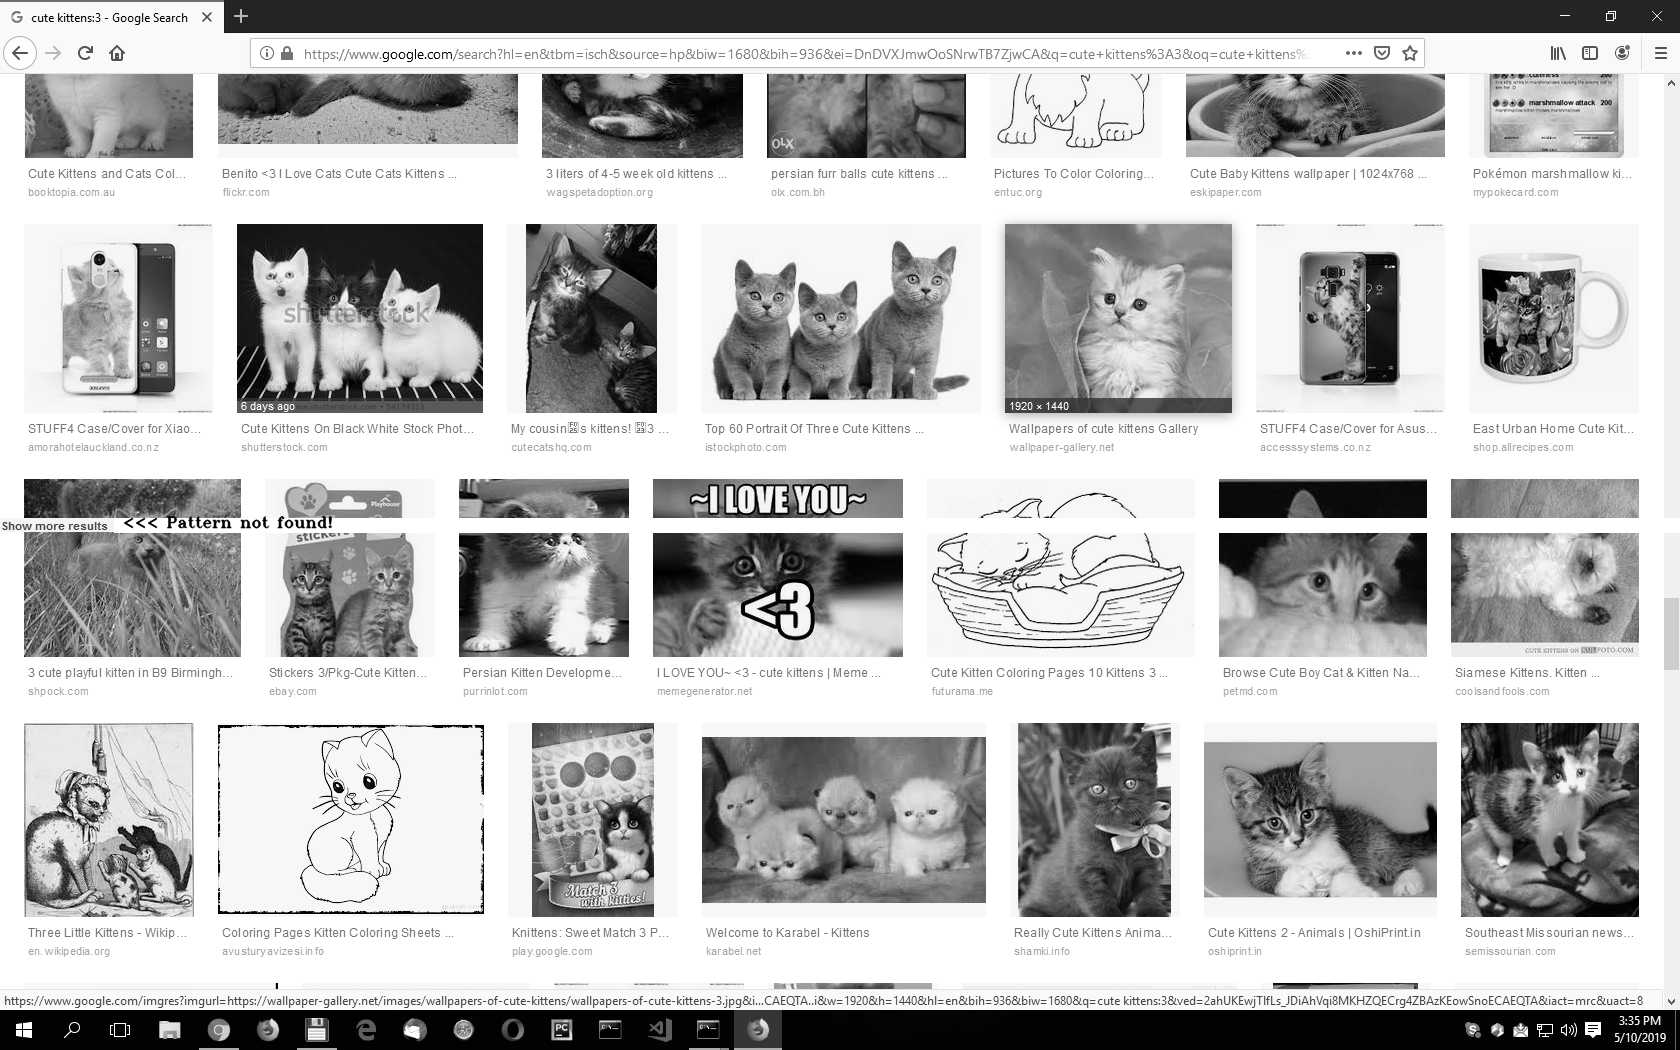 cute kittens:3 - Google Search
https://www.google.com/search?hl=en&tbm=isch&source=hp&biw=1680&bih=936&ei=DnDVXJmwOoSNrwTB7ZjwCA&q=cute+kittens%3A3&oq=cute+kittens%
cuteness 200
marshmallow attack 200
OLX
Cute Kittens and Cats Col... Benito <3 I Love Cats Cute Cats Kittens ... 3 liters of 4-5 week old kittens ... persian furr balls cute kittens ... Pictures To Color Coloring... Cute Baby Kittens wallpaper | 1024x768 ... Pokémon marshmallow ki...
booktopia.com.au flickr.com wagspetadoption.org olx.com.bh entuc.org eskipaper.com mypokecard.com
shutterstock
6 days ago 1920 × 1440
STUFF4 Case/Cover for Xiao... Cute Kittens On Black White Stock Phot... My cousin s kittens! 3 ... Top 60 Portrait Of Three Cute Kittens ... Wallpapers of cute kittens Gallery STUFF4 Case/Cover for Asus... East Urban Home Cute Kit...
amorahotelauckland.co.nz shutterstock.com cutecatshq.com istockphoto.com wallpaper-gallery.net accesssystems.co.nz shop.allrecipes.com
Playhouse ~I LOVE YOU~
Show more results <<< Pattern not found!
stickers
<3
CUTE KITTENS ON FOTO.COM
3 cute playful kitten in B9 Birmingh... Stickers 3/Pkg-Cute Kitten... Persian Kitten Developme... I LOVE YOU~ <3 - cute kittens | Meme ... Cute Kitten Coloring Pages 10 Kittens 3 ... Browse Cute Boy Cat & Kitten Na... Siamese Kittens. Kitten ...
shpock.com ebay.com purrinlot.com memegenerator.net futurama.me petmd.com coolsandfools.com
Match 3
with kitties!
Three Little Kittens - Wikip... Coloring Pages Kitten Coloring Sheets ... Knittens: Sweet Match 3 P... Welcome to Karabel - Kittens Really Cute Kittens Anima... Cute Kittens 2 - Animals | OshiPrint.in Southeast Missourian news...
en.wikipedia.org avusturyavizesi.info play.google.com karabel.net shamki.info oshiprint.in semissourian.com
https://www.google.com/imgres?imgurl=https://wallpaper-gallery.net/images/wallpapers-of-cute-kittens/wallpapers-of-cute-kittens-3.jpg&i...CAEQTA..i&w=1920&h=1440&hl=en&bih=936&biw=1680&q=cute kittens:3&ved=2ahUKEwjTlfLs_JDiAhVqi8MKHZQECrg4ZBAzKEowSnoECAEQTA&iact=mrc&uact=8
PC
3:35 PM
5/10/2019